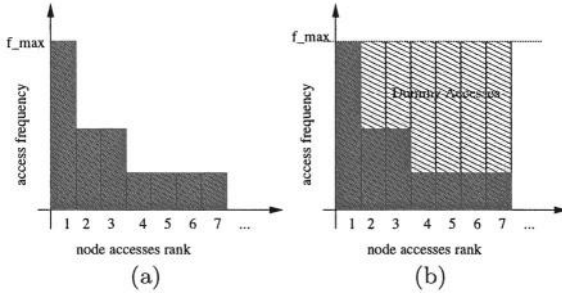 f_max
access frequency
1 2 3 4 5 6 7 ...
node accesses rank
(a)
f_max
Dummy Accesses
access frequency
1 2 3 4 5 6 7 ...
node accesses rank
(b)